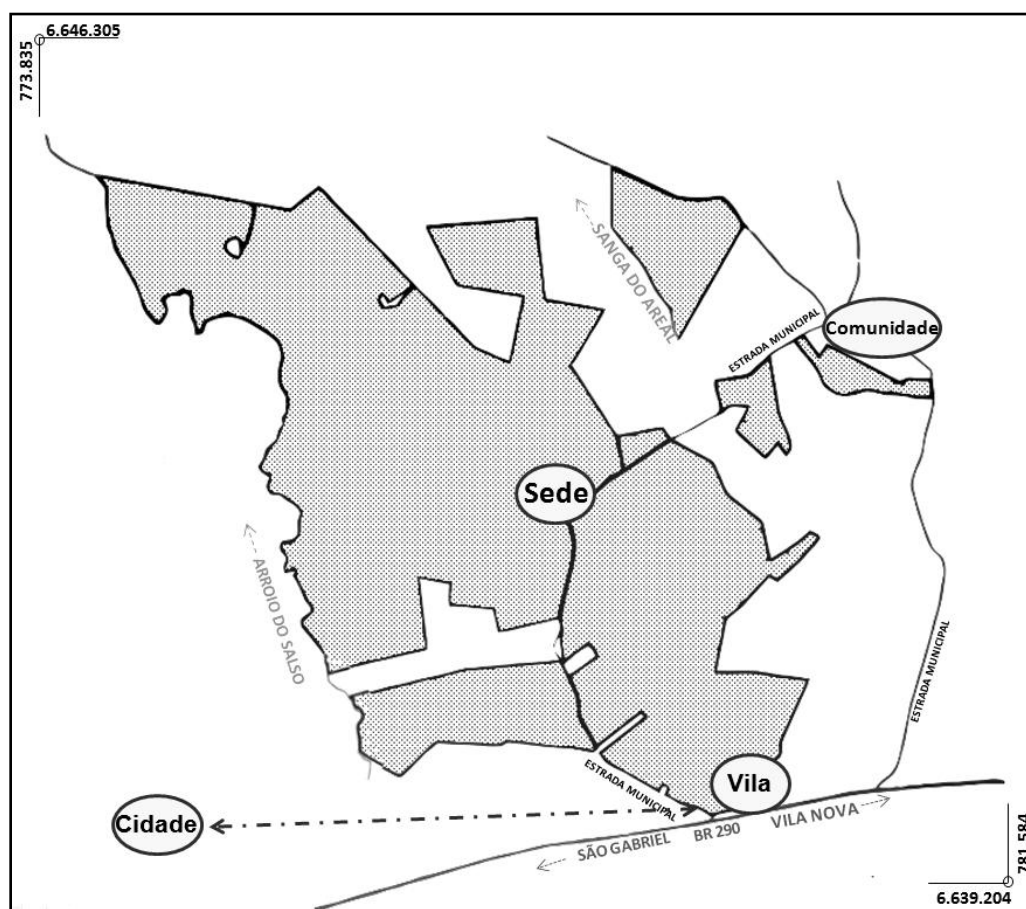 6.646.305
773.835
SANGA DO AREAL
ESTRADA MUNICIPAL
Comunidade
Sede
ARROIO DO SALSO
ESTRADA MUNICIPAL
ESTRADA MUNICIPAL
Vila
Cidade
SÃO GABRIEL
BR 290
VILA NOVA
781.584
6.639.204